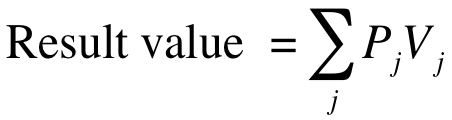 Result value = ∑_j P_j V_j